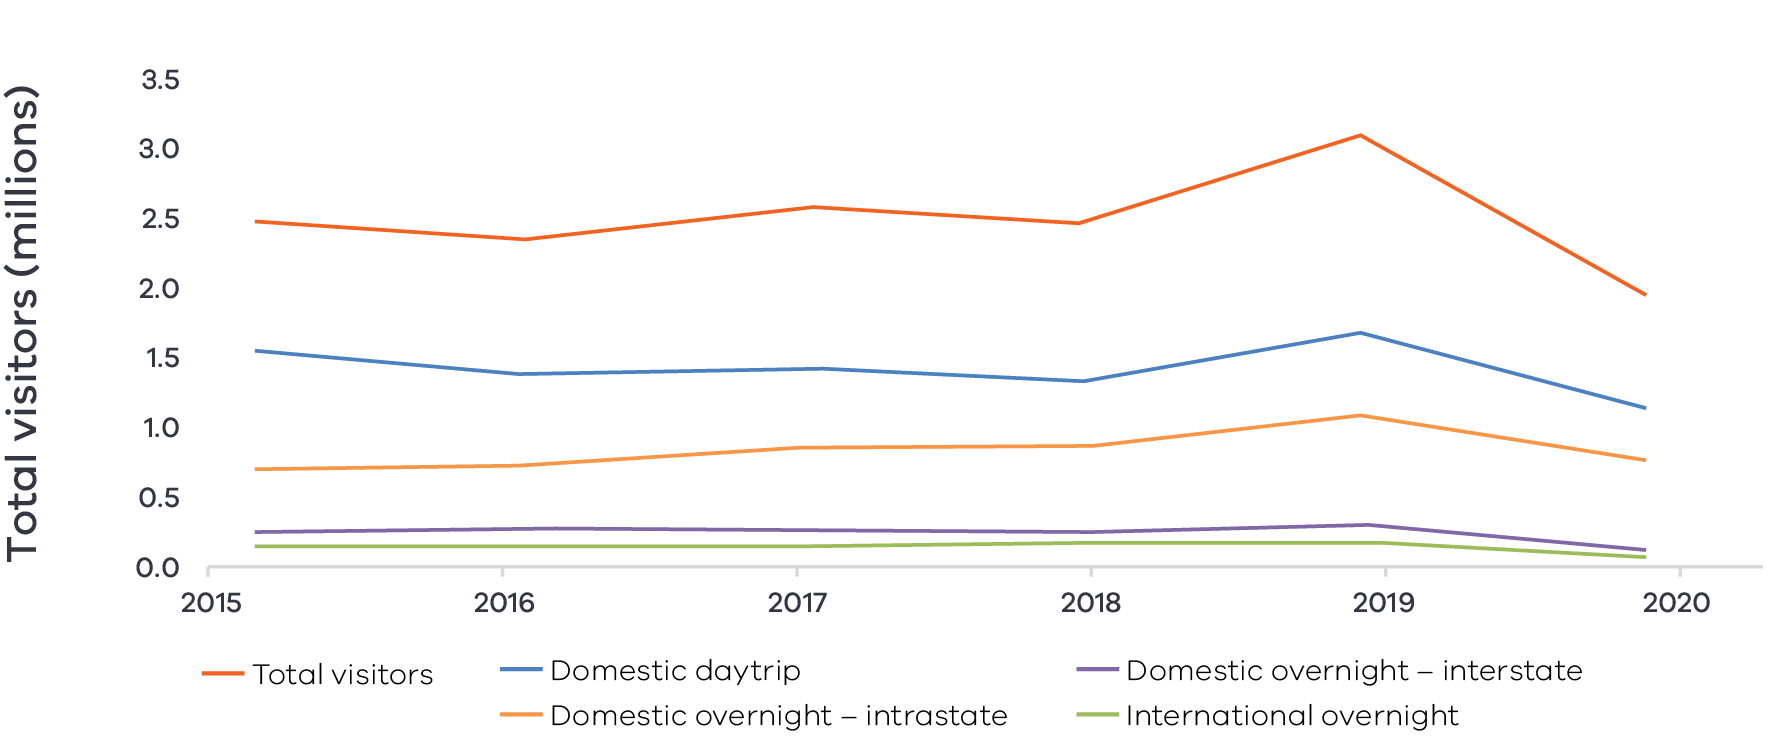 Total visitors (millions)
3.5
3.0
2.5
2.0
1.5
1.0
0.5
0.0
2015 2016 2017 2018 2019 2020
Total visitors Domestic daytrip Domestic overnight – interstate
Domestic overnight – intrastate International overnight